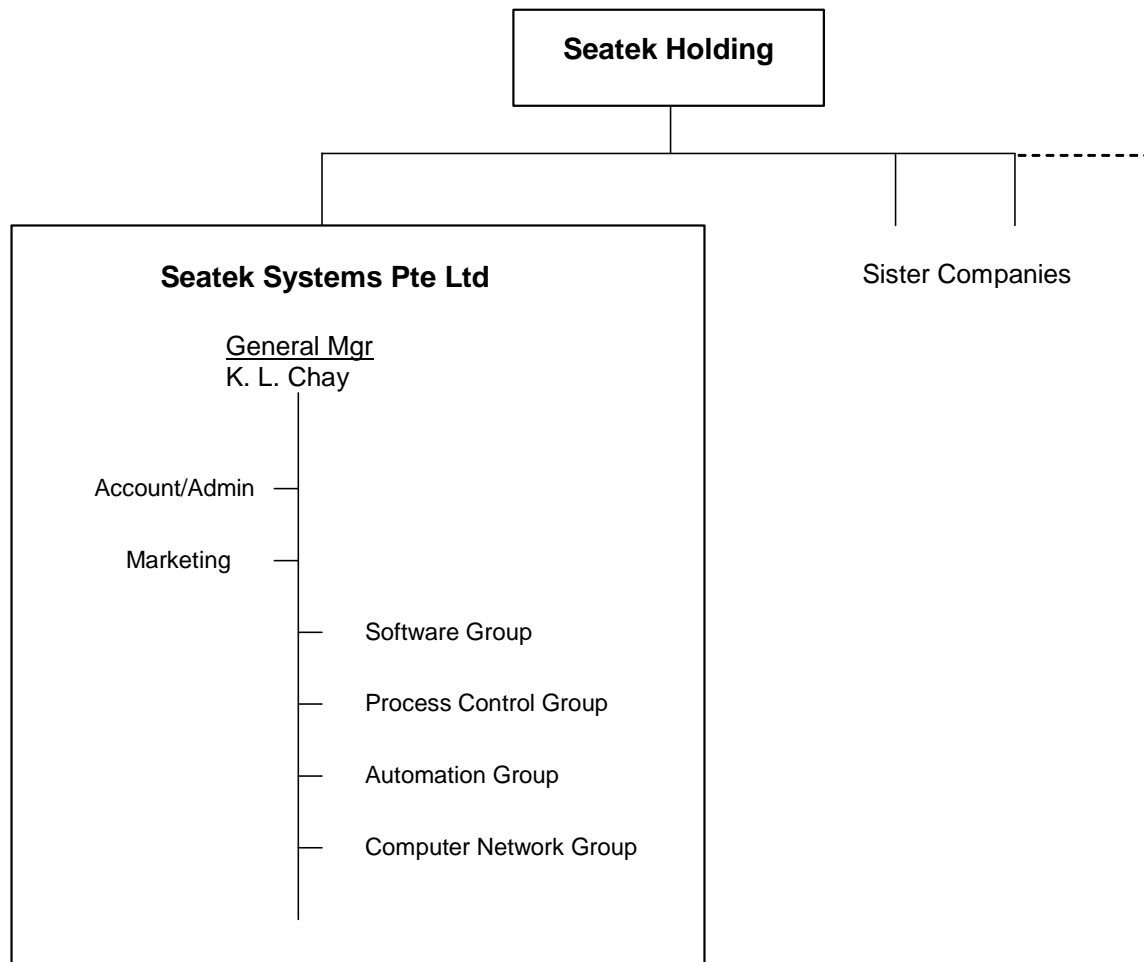 Seatek Holding
Seatek Systems Pte Ltd
Sister Companies
General Mgr
K. L. Chay
Account/Admin
Marketing
Software Group
Process Control Group
Automation Group
Computer Network Group